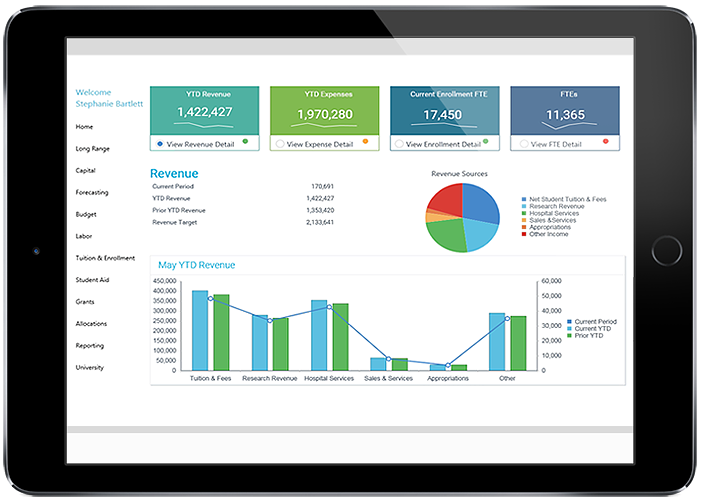 Welcome
Stephanie Bartlett
Home
Long Range
Capital
Forecasting
Budget
Labor
Tuition & Enrollment
Student Aid
Grants
Allocations
Reporting
University
YTD Revenue
1,422,427
View Revenue Detail
YTD Expenses
1,970,280
View Expense Detail
Current Enrollment FTE
17,450
View Enrollment Detail
FTEs
11,365
View FTE Detail
Revenue
Current Period 170,691
YTD Revenue 1,422,427
Prior YTD Revenue 1,353,420
Revenue Target 2,133,641
Revenue Sources
Net Student Tuition & Fees
Research Revenue
Hospital Services
Sales &Services
Appropriations
Other Income
May YTD Revenue
450,000
400,000
350,000
300,000
250,000
200,000
150,000
100,000
50,000
0
60,000
50,000
40,000
30,000
20,000
10,000
0
Tuition & Fees
Research Revenue
Hospital Services
Sales & Services
Appropriations
Other
Current Period
Current YTD
Prior YTD